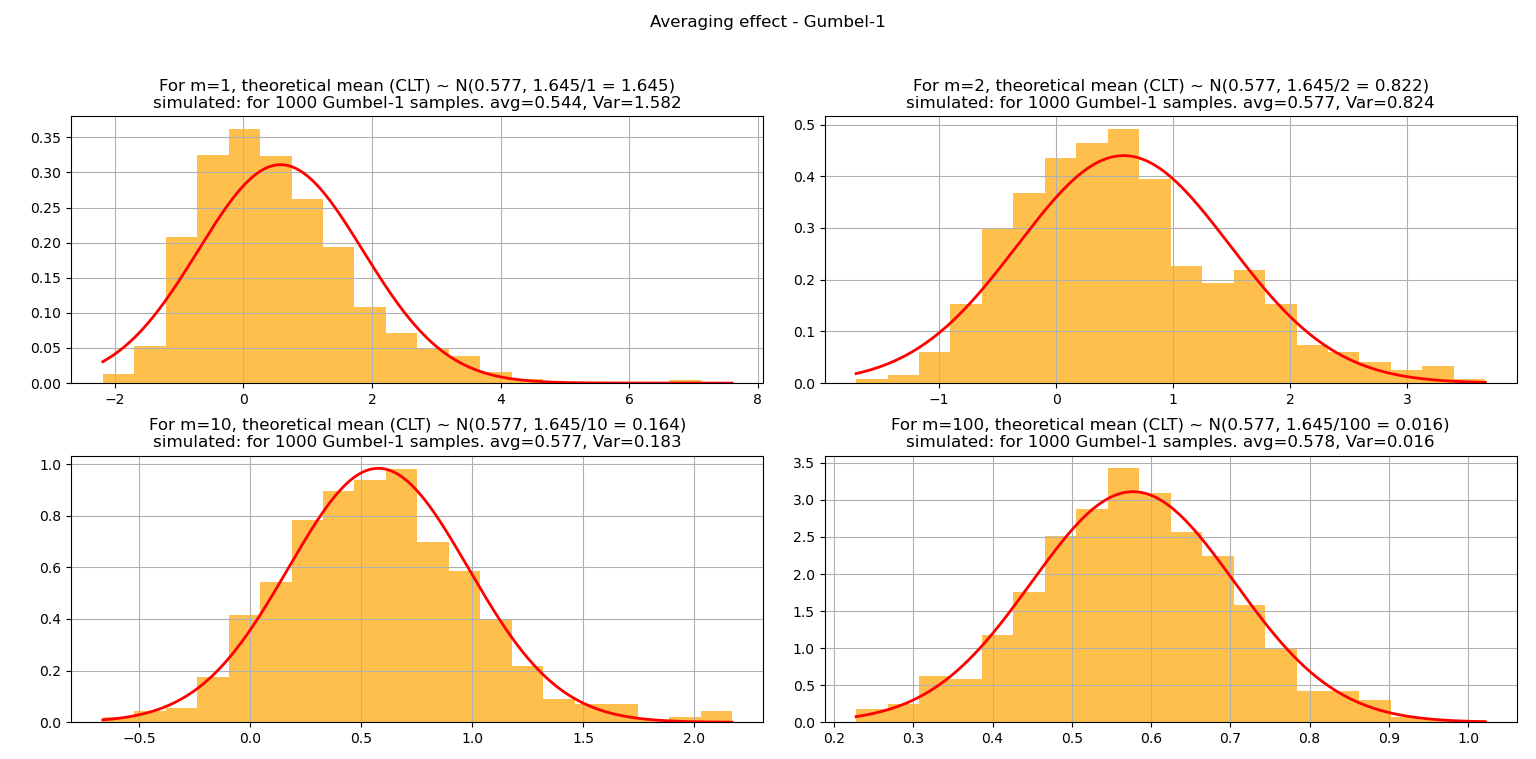 Averaging effect - Gumbel-1
For m=1, theoretical mean (CLT) ~ N(0.577, 1.645/1 = 1.645)
simulated: for 1000 Gumbel-1 samples. avg=0.544, Var=1.582
0.35
0.30
0.25
0.20
0.15
0.10
0.05
0.00
−2 0 2 4 6 8
For m=2, theoretical mean (CLT) ~ N(0.577, 1.645/2 = 0.822)
simulated: for 1000 Gumbel-1 samples. avg=0.577, Var=0.824
0.5
0.4
0.3
0.2
0.1
0.0
−1 0 1 2 3
For m=10, theoretical mean (CLT) ~ N(0.577, 1.645/10 = 0.164)
simulated: for 1000 Gumbel-1 samples. avg=0.577, Var=0.183
1.0
0.8
0.6
0.4
0.2
0.0
−0.5 0.0 0.5 1.0 1.5 2.0
For m=100, theoretical mean (CLT) ~ N(0.577, 1.645/100 = 0.016)
simulated: for 1000 Gumbel-1 samples. avg=0.578, Var=0.016
3.5
3.0
2.5
2.0
1.5
1.0
0.5
0.0
0.2 0.3 0.4 0.5 0.6 0.7 0.8 0.9 1.0